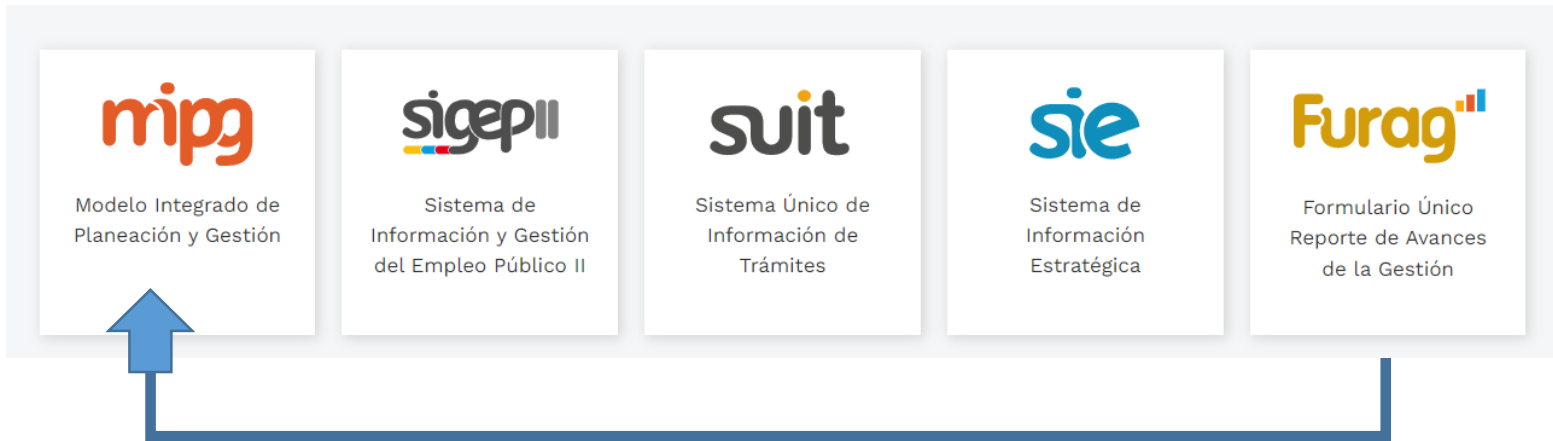 mipg
Modelo Integrado de
Planeación y Gestión
sigepII
Sistema de
Información y Gestión
del Empleo Público II
suit
Sistema Único de
Información de
Trámites
sie
Sistema de
Información
Estratégica
Furag
Formulario Único
Reporte de Avances
de la Gestión